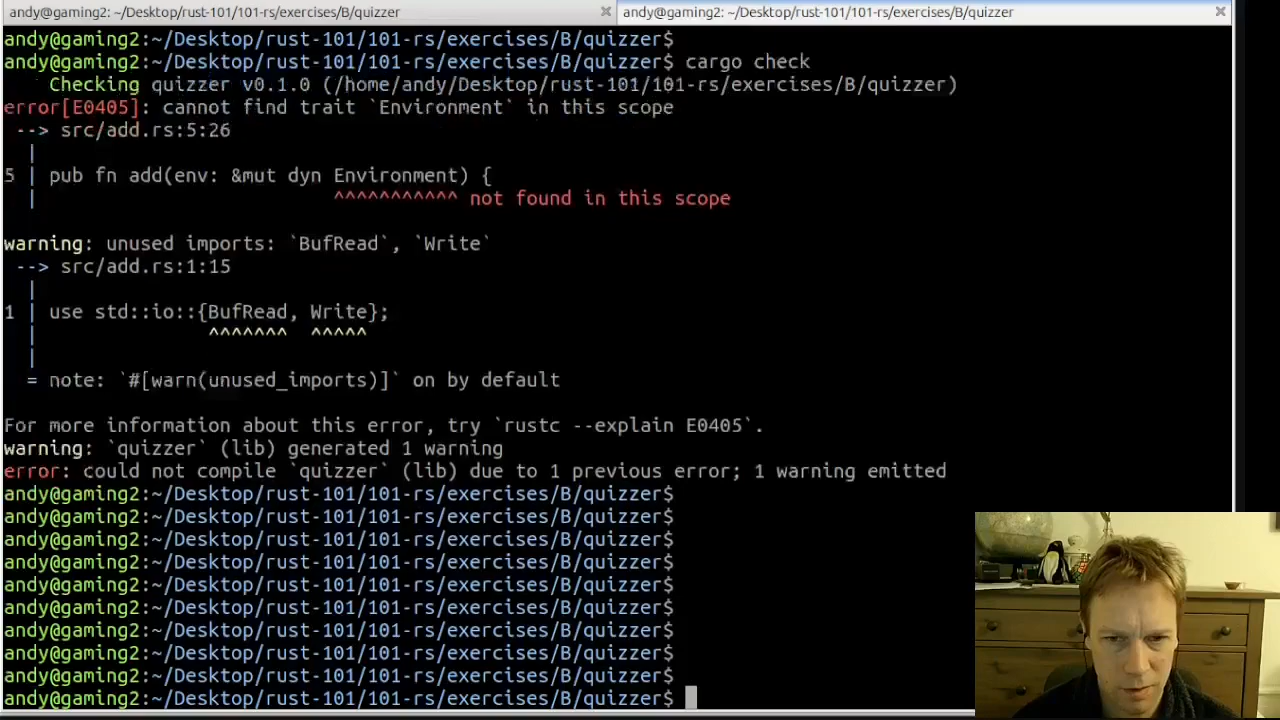 andy@gaming2: ~/Desktop/rust-101/101-rs/exercises/B/quizzer
andy@gaming2: ~/Desktop/rust-101/101-rs/exercises/B/quizzer
andy@gaming2:~/Desktop/rust-101/101-rs/exercises/B/quizzer$
andy@gaming2:~/Desktop/rust-101/101-rs/exercises/B/quizzer$ cargo check
    Checking quizzer v0.1.0 (/home/andy/Desktop/rust-101/101-rs/exercises/B/quizzer)
error[E0405]: cannot find trait `Environment` in this scope
 --> src/add.rs:5:26
  |
5 | pub fn add(env: &mut dyn Environment) {
  |                          ^^^^^^^^^^^ not found in this scope
warning: unused imports: `BufRead`, `Write`
 --> src/add.rs:1:15
  |
1 | use std::io::{BufRead, Write};
  |               ^^^^^^^  ^^^^^
  |
  = note: `#[warn(unused_imports)]` on by default
For more information about this error, try `rustc --explain E0405`.
warning: `quizzer` (lib) generated 1 warning
error: could not compile `quizzer` (lib) due to 1 previous error; 1 warning emitted
andy@gaming2:~/Desktop/rust-101/101-rs/exercises/B/quizzer$
andy@gaming2:~/Desktop/rust-101/101-rs/exercises/B/quizzer$
andy@gaming2:~/Desktop/rust-101/101-rs/exercises/B/quizzer$
andy@gaming2:~/Desktop/rust-101/101-rs/exercises/B/quizzer$
andy@gaming2:~/Desktop/rust-101/101-rs/exercises/B/quizzer$
andy@gaming2:~/Desktop/rust-101/101-rs/exercises/B/quizzer$
andy@gaming2:~/Desktop/rust-101/101-rs/exercises/B/quizzer$
andy@gaming2:~/Desktop/rust-101/101-rs/exercises/B/quizzer$
andy@gaming2:~/Desktop/rust-101/101-rs/exercises/B/quizzer$
andy@gaming2:~/Desktop/rust-101/101-rs/exercises/B/quizzer$